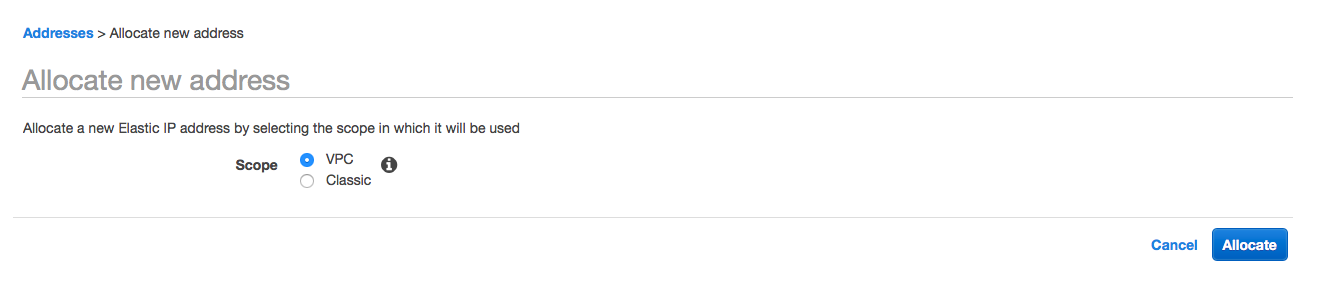 Addresses > Allocate new address
Allocate new address
Allocate a new Elastic IP address by selecting the scope in which it will be used
Scope
VPC
Classic
Cancel
Allocate